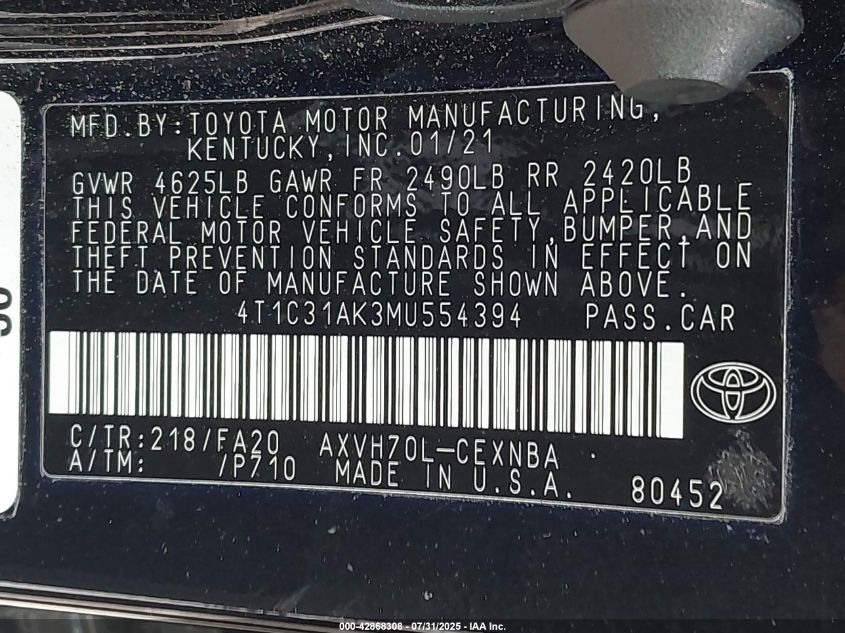 MFD.BY:TOYOTA MOTOR MANUFACTURING,
KENTUCKY,INC.01/21
GVWR 4625LB GAWR FR 2490LB RR 2420LB
THIS VEHICLE CONFORMS TO ALL APPLICABLE
FEDERAL MOTOR VEHICLE SAFETY,BUMPER,AND
THEFT PREVENTION STANDARDS IN EFFECT ON
THE DATE OF MANUFACTURE SHOWN ABOVE.
4T1C31AK3MU554394 PASS.CAR
C/TR:218/FA20 AXVH70L-CEXNBA
A/TM: /P710 MADE IN U.S.A. 80452
000-42868308 - 07/31/2025 - IAA Inc.